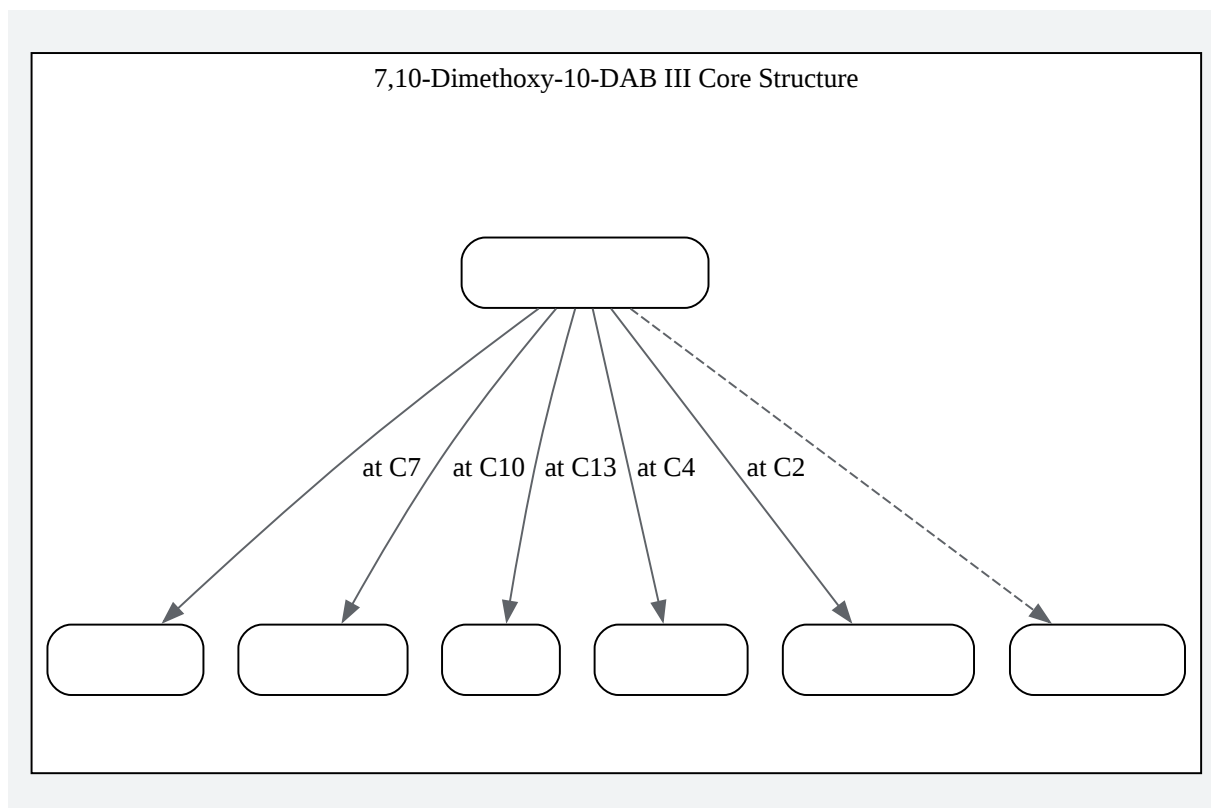 7,10-Dimethoxy-10-DAB III Core Structure
at C7
at C10
at C13
at C4
at C2